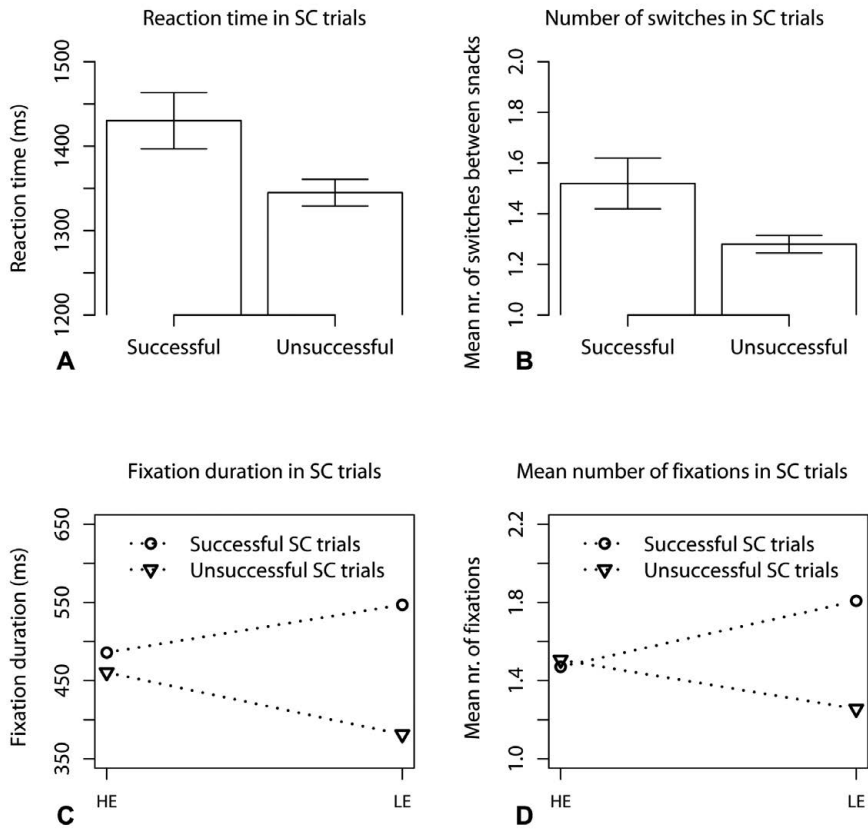 Reaction time in SC trials
Reaction time (ms)
1500
1400
1300
1200
Successful
Unsuccessful
A
Number of switches in SC trials
Mean nr. of switches between snacks
2.0
1.8
1.6
1.4
1.2
1.0
Successful
Unsuccessful
B
Fixation duration in SC trials
Fixation duration (ms)
650
550
450
350
Successful SC trials
Unsuccessful SC trials
HE
LE
C
Mean number of fixations in SC trials
Mean nr. of fixations
2.2
1.8
1.4
1.0
Successful SC trials
Unsuccessful SC trials
HE
LE
D